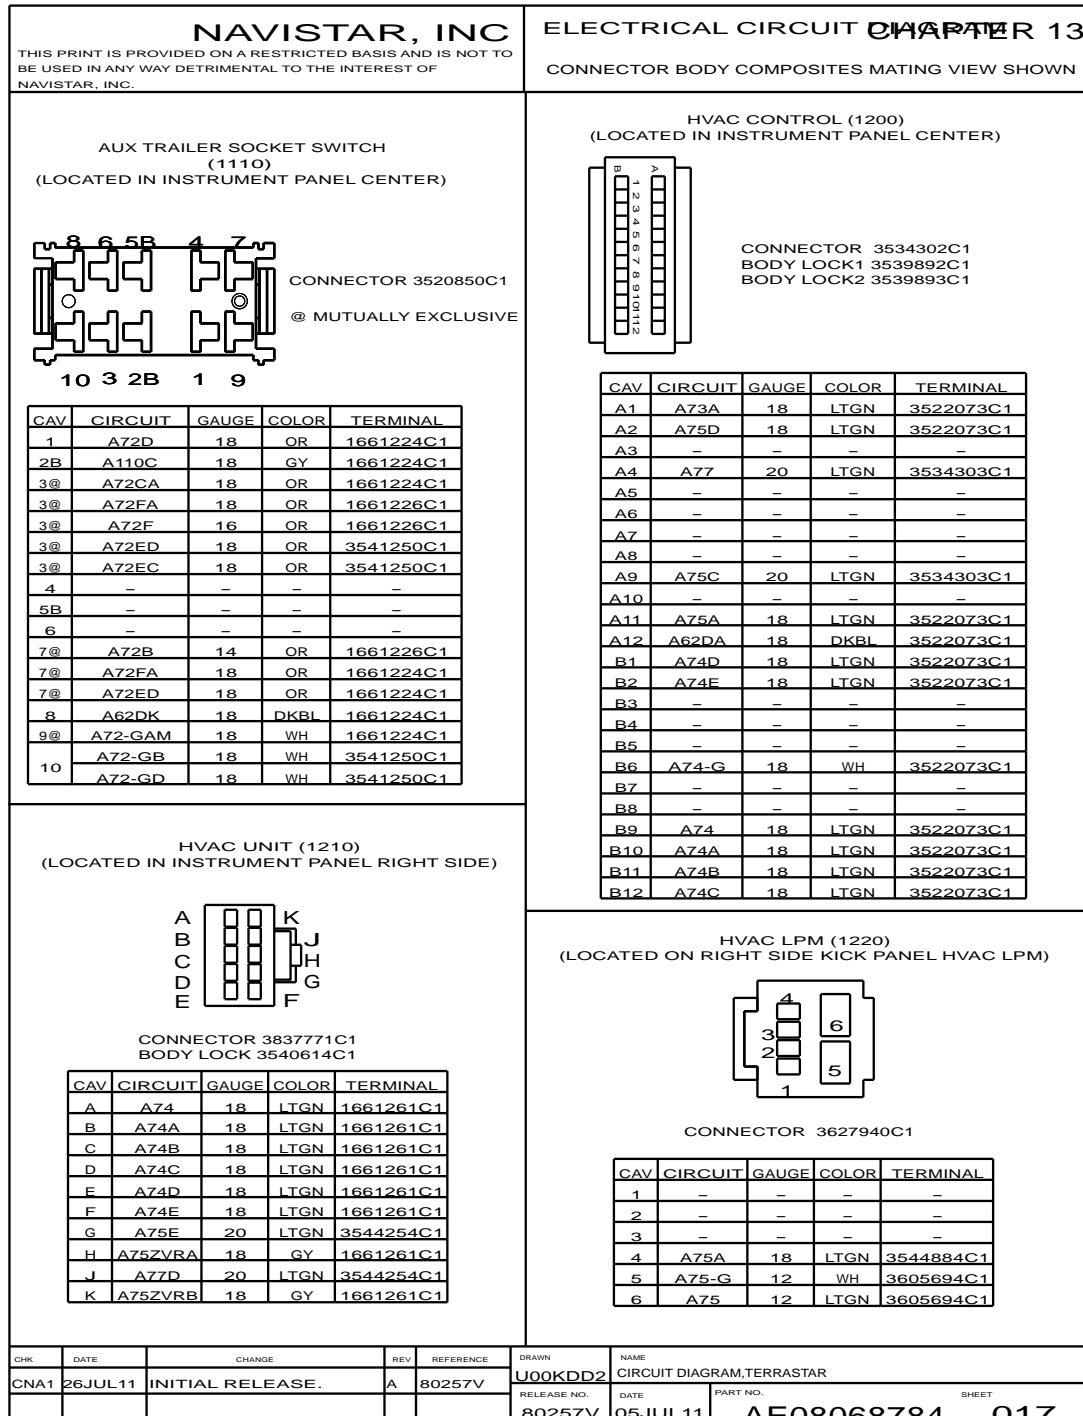 NAVISTAR, INC
THIS PRINT IS PROVIDED ON A RESTRICTED BASIS AND IS NOT TO
BE USED IN ANY WAY DETRIMENTAL TO THE INTEREST OF
NAVISTAR, INC.
ELECTRICAL CIRCUIT DIAGRAM
CHAPTER 13
CONNECTOR BODY COMPOSITES MATING VIEW SHOWN
AUX TRAILER SOCKET SWITCH
(1110)
(LOCATED IN INSTRUMENT PANEL CENTER)
8 6 5B 4 7
CONNECTOR 3520850C1
@ MUTUALLY EXCLUSIVE
10 3 2B 1 9
CAV CIRCUIT GAUGE COLOR TERMINAL
1 A72D 18 OR 1661224C1
2B A110C 18 GY 1661224C1
3@ A72CA 18 OR 1661224C1
3@ A72FA 18 OR 1661226C1
3@ A72F 16 OR 1661226C1
3@ A72ED 18 OR 3541250C1
3@ A72EC 18 OR 3541250C1
4 – – – –
5B – – – –
6 – – – –
7@ A72B 14 OR 1661226C1
7@ A72FA 18 OR 1661224C1
7@ A72ED 18 OR 1661224C1
8 A62DK 18 DKBL 1661224C1
9@ A72-GAM 18 WH 1661224C1
10 A72-GB 18 WH 3541250C1
A72-GD 18 WH 3541250C1
HVAC CONTROL (1200)
(LOCATED IN INSTRUMENT PANEL CENTER)
B A
1 2 3 4 5 6 7 8 9 10 11 12
CONNECTOR 3534302C1
BODY LOCK1 3539892C1
BODY LOCK2 3539893C1
CAV CIRCUIT GAUGE COLOR TERMINAL
A1 A73A 18 LTGN 3522073C1
A2 A75D 18 LTGN 3522073C1
A3 – – – –
A4 A77 20 LTGN 3534303C1
A5 – – – –
A6 – – – –
A7 – – – –
A8 – – – –
A9 A75C 20 LTGN 3534303C1
A10 – – – –
A11 A75A 18 LTGN 3522073C1
A12 A62DA 18 DKBL 3522073C1
B1 A74D 18 LTGN 3522073C1
B2 A74E 18 LTGN 3522073C1
B3 – – – –
B4 – – – –
B5 – – – –
B6 A74-G 18 WH 3522073C1
B7 – – – –
B8 – – – –
B9 A74 18 LTGN 3522073C1
B10 A74A 18 LTGN 3522073C1
B11 A74B 18 LTGN 3522073C1
B12 A74C 18 LTGN 3522073C1
HVAC UNIT (1210)
(LOCATED IN INSTRUMENT PANEL RIGHT SIDE)
A K
B J
C H
D G
E F
CONNECTOR 3837771C1
BODY LOCK 3540614C1
CAV CIRCUIT GAUGE COLOR TERMINAL
A A74 18 LTGN 1661261C1
B A74A 18 LTGN 1661261C1
C A74B 18 LTGN 1661261C1
D A74C 18 LTGN 1661261C1
E A74D 18 LTGN 1661261C1
F A74E 18 LTGN 1661261C1
G A75E 20 LTGN 3544254C1
H A75ZVRA 18 GY 1661261C1
J A77D 20 LTGN 3544254C1
K A75ZVRB 18 GY 1661261C1
HVAC LPM (1220)
(LOCATED ON RIGHT SIDE KICK PANEL HVAC LPM)
4
3 6
2
5
1
CONNECTOR 3627940C1
CAV CIRCUIT GAUGE COLOR TERMINAL
1 – – – –
2 – – – –
3 – – – –
4 A75A 18 LTGN 3544884C1
5 A75-G 12 WH 3605694C1
6 A75 12 LTGN 3605694C1
CHK DATE CHANGE REV REFERENCE
CNA1 26JUL11 INITIAL RELEASE. A 80257V
DRAWN NAME
U00KDD2 CIRCUIT DIAGRAM,TERRASTAR
RELEASE NO. DATE PART NO. SHEET
80257V 05JUL11 AE08068784 017